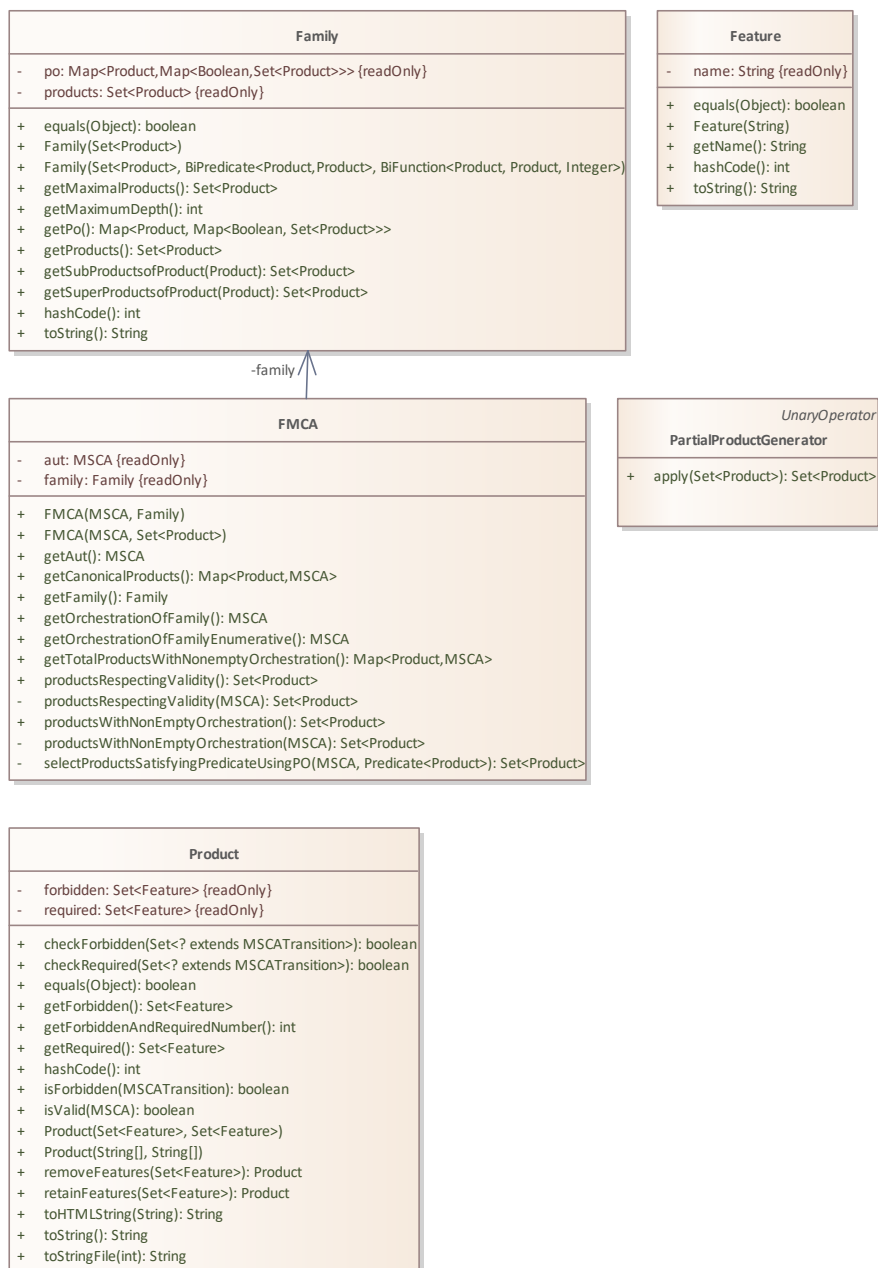 Family
- po: Map<Product,Map<Boolean,Set<Product>>> {readOnly}
- products: Set<Product> {readOnly}
+ equals(Object): boolean
+ Family(Set<Product>)
+ Family(Set<Product>, BiPredicate<Product,Product>, BiFunction<Product, Product, Integer>)
+ getMaximalProducts(): Set<Product>
+ getMaximumDepth(): int
+ getPo(): Map<Product, Map<Boolean, Set<Product>>>
+ getProducts(): Set<Product>
+ getSubProductsofProduct(Product): Set<Product>
+ getSuperProductsofProduct(Product): Set<Product>
+ hashCode(): int
+ toString(): String
Feature
- name: String {readOnly}
+ equals(Object): boolean
+ Feature(String)
+ getName(): String
+ hashCode(): int
+ toString(): String
-family
FMCA
- aut: MSCA {readOnly}
- family: Family {readOnly}
+ FMCA(MSCA, Family)
+ FMCA(MSCA, Set<Product>)
+ getAut(): MSCA
+ getCanonicalProducts(): Map<Product,MSCA>
+ getFamily(): Family
+ getOrchestrationOfFamily(): MSCA
+ getOrchestrationOfFamilyEnumerative(): MSCA
+ getTotalProductsWithNonemptyOrchestration(): Map<Product,MSCA>
+ productsRespectingValidity(): Set<Product>
- productsRespectingValidity(MSCA): Set<Product>
+ productsWithNonEmptyOrchestration(): Set<Product>
- productsWithNonEmptyOrchestration(MSCA): Set<Product>
- selectProductsSatisfyingPredicateUsingPO(MSCA, Predicate<Product>): Set<Product>
UnaryOperator
PartialProductGenerator
+ apply(Set<Product>): Set<Product>
Product
- forbidden: Set<Feature> {readOnly}
- required: Set<Feature> {readOnly}
+ checkForbidden(Set<? extends MSCATransition>): boolean
+ checkRequired(Set<? extends MSCATransition>): boolean
+ equals(Object): boolean
+ getForbidden(): Set<Feature>
+ getForbiddenAndRequiredNumber(): int
+ getRequired(): Set<Feature>
+ hashCode(): int
+ isForbidden(MSCATransition): boolean
+ isValid(MSCA): boolean
+ Product(Set<Feature>, Set<Feature>)
+ Product(String[], String[])
+ removeFeatures(Set<Feature>): Product
+ retainFeatures(Set<Feature>): Product
+ toHTMLString(String): String
+ toString(): String
+ toStringFile(int): String